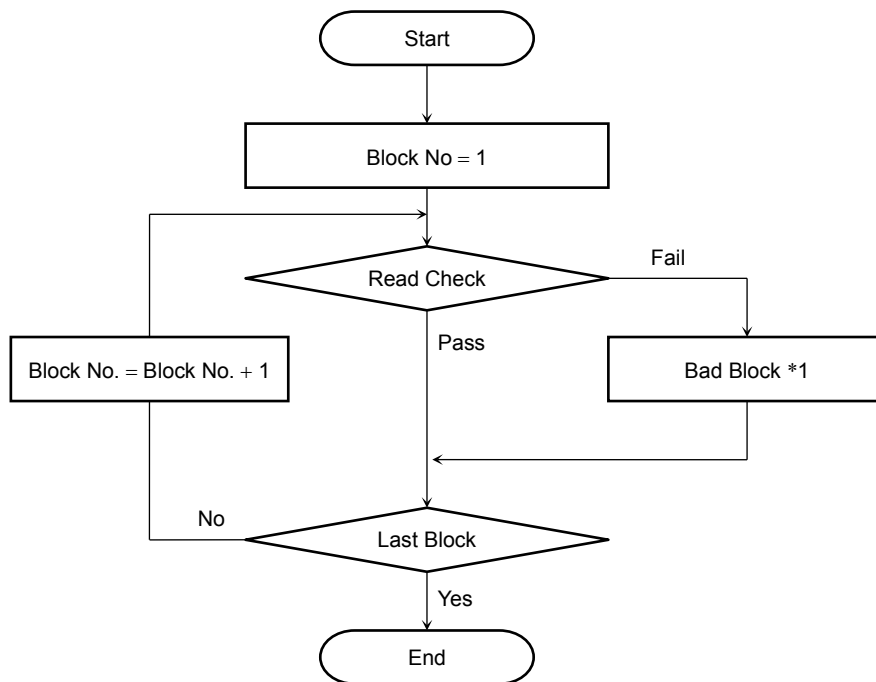 Start
Block No = 1
Read Check
Fail
Pass
Block No. = Block No. + 1
Bad Block *1
No
Last Block
Yes
End